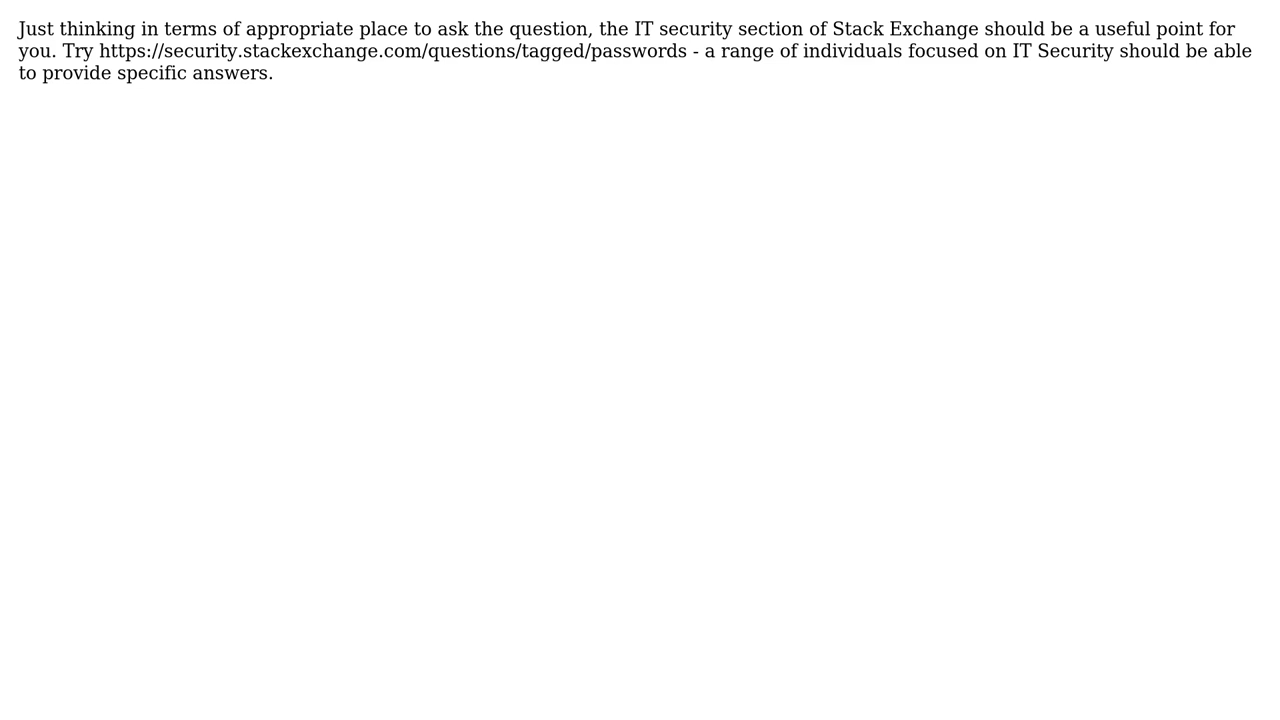 Just thinking in terms of appropriate place to ask the question, the IT security section of Stack Exchange should be a useful point for
you. Try https://security.stackexchange.com/questions/tagged/passwords - a range of individuals focused on IT Security should be able
to provide specific answers.